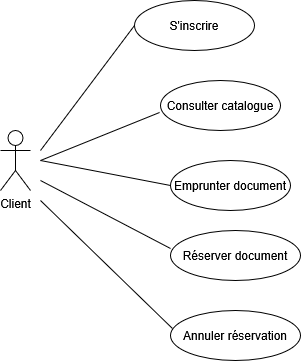 S'inscrire
Consulter catalogue
Emprunter document
Client
Réserver document
Annuler réservation